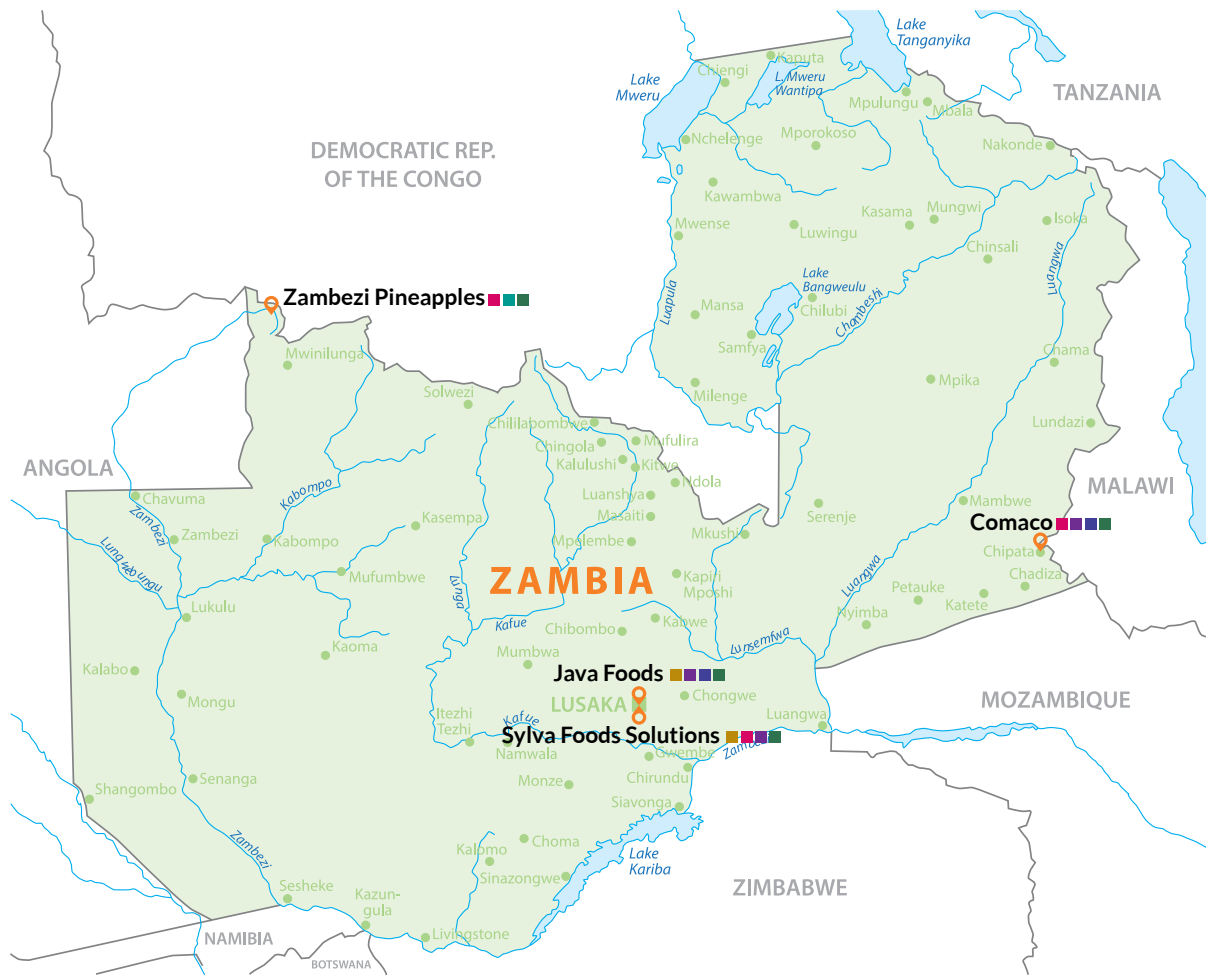 Lake
Tanganyika
Kaputa
Chiengi
Lake
Mweru
L. Mweru
Wantipa
TANZANIA
Mpulungu
Mbala
Nchelenge
Mporokoso
Nakonde
DEMOCRATIC REP.
OF THE CONGO
Kawambwa
Kasama
Mungwi
Isoka
Mwense
Luwingu
Chinsali
Luangwa
Lake
Bangweulu
Zambezi Pineapples
Luapula
Mansa
Chilubi
Chambeshi
Samfya
Mwinilunga
Chama
Mpika
Solwezi
Milenge
Chililabombwe
Lundazi
Chingola
Mufulira
Kalulushi
Kitwe
ANGOLA
Ndola
MALAWI
Chavuma
Kabompo
Luanshya
Mambwe
Zambezi
Masaiti
Serenje
Comaco
Kasempa
Zambezi
Kabompo
Mpelembe
Mkushi
Chipata
Lungwebungu
Mufumbwe
Lunga
ZAMBIA
Kapiri
Mposhi
Luangwa
Petauke
Chadiza
Katete
Lukulu
Nyimba
Kafue
Chibombo
Kabwe
Lunsemfwa
Kaoma
Mumbwa
Kalabo
Java Foods
Mongu
LUSAKA
Chongwe
MOZAMBIQUE
Itezhi
Tezhi
Kafue
Luangwa
Sylva Foods Solutions
Zambezi
Namwala
Gwembe
Senanga
Monze
Chirundu
Shangombo
Siavonga
Zambezi
Choma
Kalomo
Lake
Kariba
Sinazongwe
ZIMBABWE
Sesheke
Kazun-
gula
NAMIBIA
Livingstone
BOTSWANA